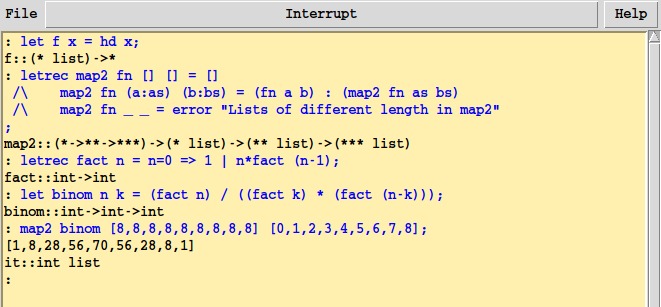 File Interrupt Help
: let f x = hd x;
f::(* list)->*
: letrec map2 fn [] [] = []
/\ map2 fn (a:as) (b:bs) = (fn a b) : (map2 fn as bs)
/\ map2 fn _ _ = error "Lists of different length in map2"
;
map2::(*->**->***)->(* list)->(** list)->(*** list)
: letrec fact n = n=0 => 1 | n*fact (n-1);
fact::int->int
: let binom n k = (fact n) / ((fact k) * (fact (n-k)));
binom::int->int->int
: map2 binom [8,8,8,8,8,8,8,8,8] [0,1,2,3,4,5,6,7,8];
[1,8,28,56,70,56,28,8,1]
it::int list
: